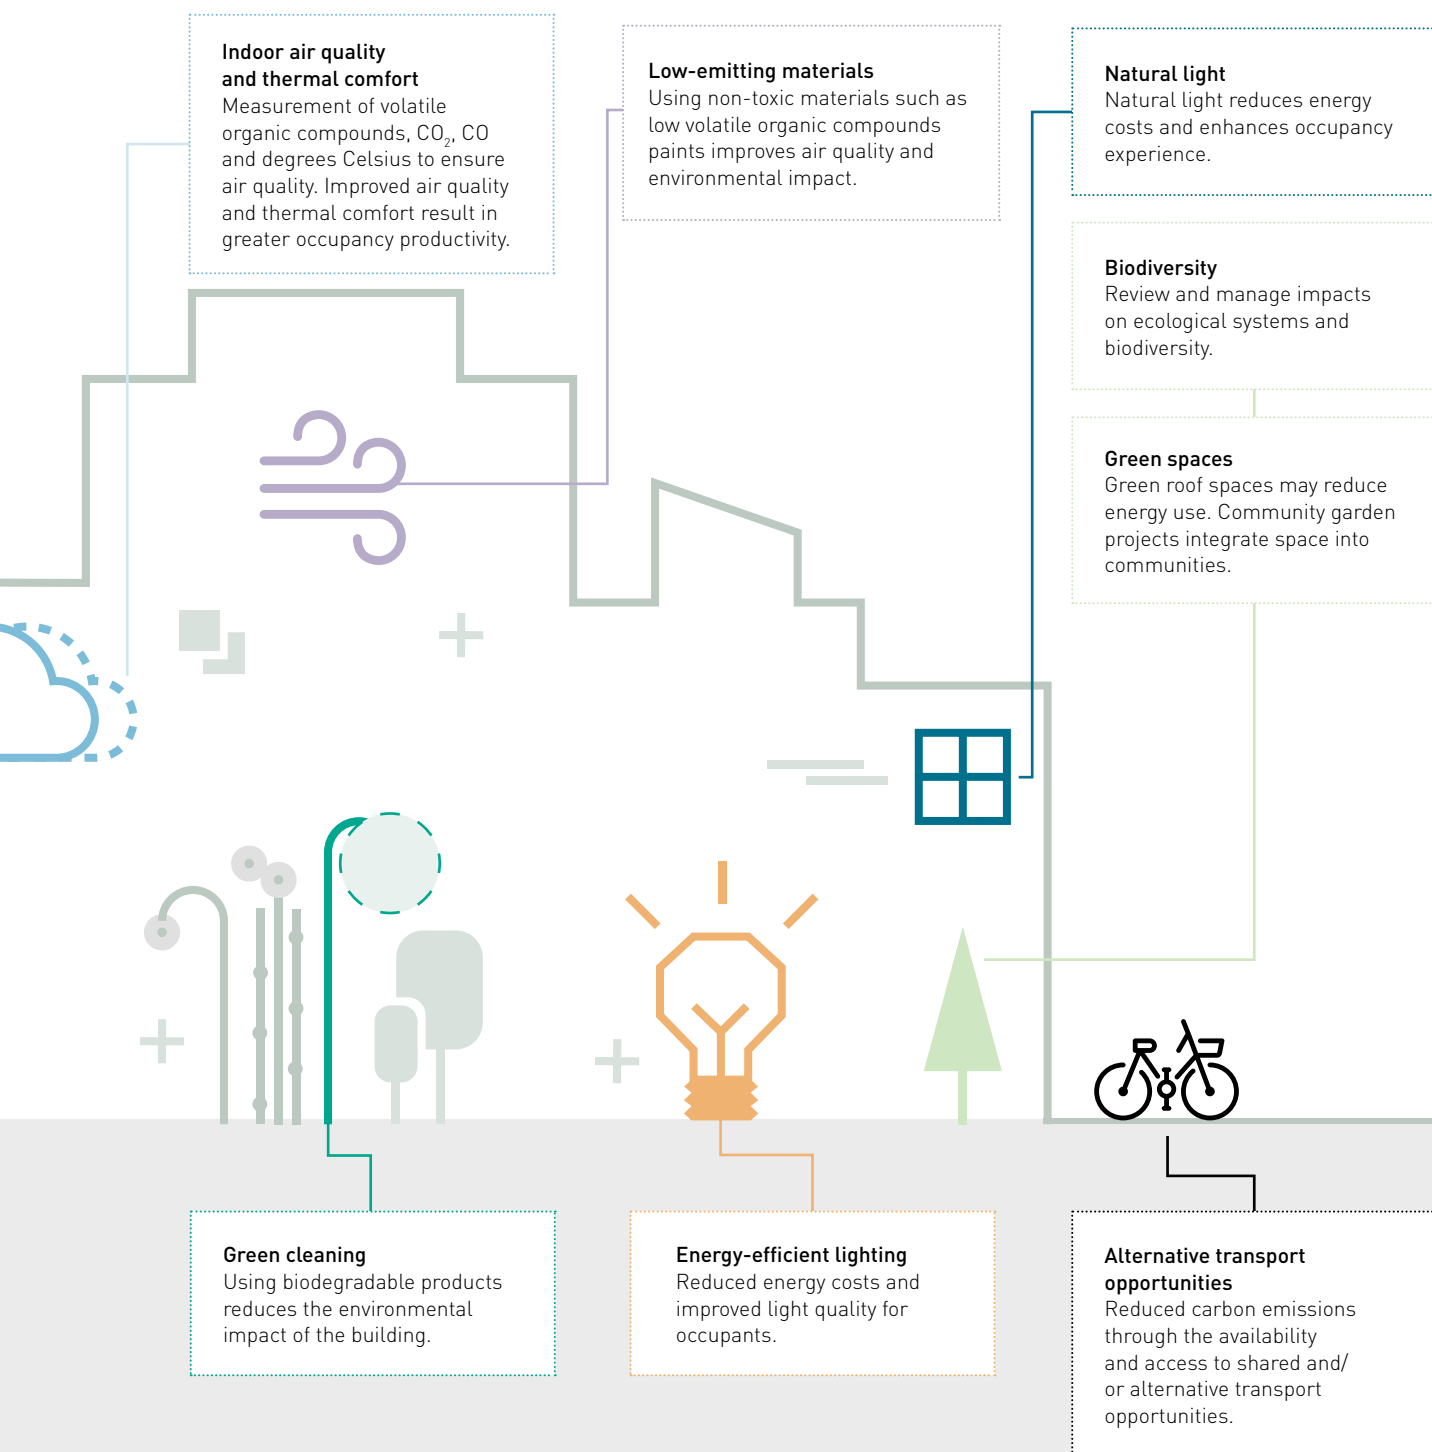 Indoor air quality
and thermal comfort
Measurement of volatile
organic compounds, CO₂, CO
and degrees Celsius to ensure
air quality. Improved air quality
and thermal comfort result in
greater occupancy productivity.
Low-emitting materials
Using non-toxic materials such as
low volatile organic compounds
paints improves air quality and
environmental impact.
Natural light
Natural light reduces energy
costs and enhances occupancy
experience.
Biodiversity
Review and manage impacts
on ecological systems and
biodiversity.
Green spaces
Green roof spaces may reduce
energy use. Community garden
projects integrate space into
communities.
Green cleaning
Using biodegradable products
reduces the environmental
impact of the building.
Energy-efficient lighting
Reduced energy costs and
improved light quality for
occupants.
Alternative transport
opportunities
Reduced carbon emissions
through the availability
and access to shared and/
or alternative transport
opportunities.